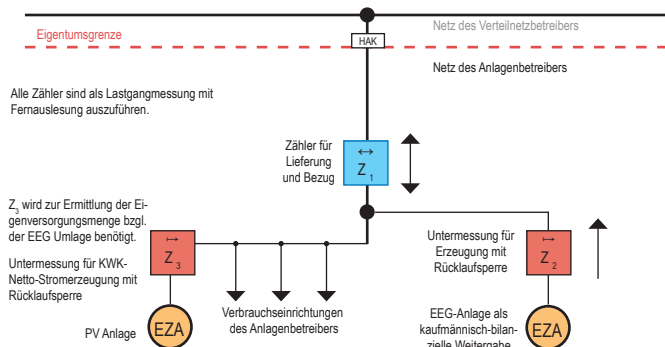 Netz des Verteilnetzbetreibers
Eigentumsgrenze
HAK
Netz des Anlagenbetreibers
Alle Zähler sind als Lastgangmessung mit
Fernauslesung auszuführen.
Zähler für
Lieferung
und Bezug
↔
Z 1
Z3 wird zur Ermittlung der Ei-
genversorgungsmenge bzgl.
der EEG Umlage benötigt.
Untermessung für KWK-
Netto-Stromerzeugung mit
Rücklaufsperre
Z 3
Untermessung für
Erzeugung mit
Rücklaufsperre
Z 2
Verbrauchseinrichtungen
des Anlagenbetreibers
PV Anlage
EZA
EEG-Anlage als
kaufmännisch-bilan-
zielle Weitergabe
EZA